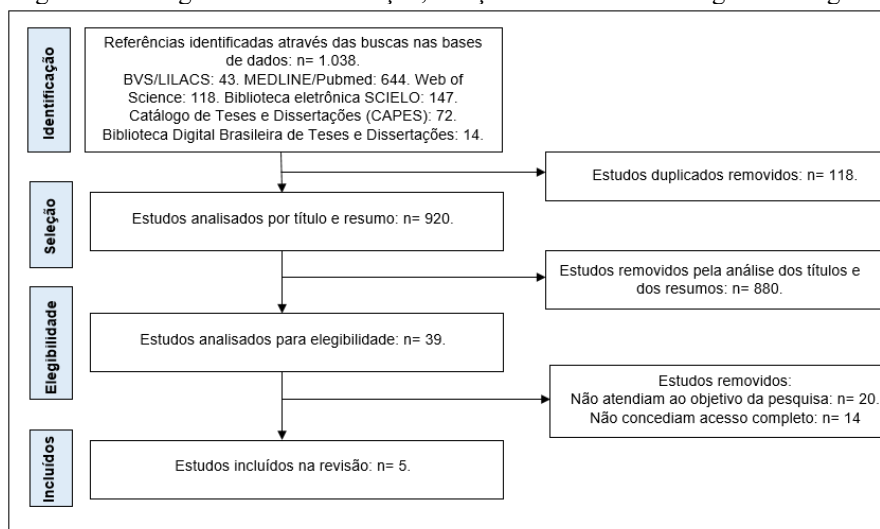 Identificação
Referências identificadas através das buscas nas bases
de dados: n= 1.038.
BVS/LILACS: 43. MEDLINE/Pubmed: 644. Web of
Science: 118. Biblioteca eletrônica SCIELO: 147.
Catálogo de Teses e Dissertações (CAPES): 72.
Biblioteca Digital Brasileira de Teses e Dissertações: 14.
Estudos duplicados removidos: n= 118.
Seleção
Estudos analisados por título e resumo: n= 920.
Estudos removidos pela análise dos títulos e
dos resumos: n= 880.
Elegibilidade
Estudos analisados para elegibilidade: n= 39.
Estudos removidos:
Não atendiam ao objetivo da pesquisa: n= 20.
Não concediam acesso completo: n= 14
Incluídos
Estudos incluídos na revisão: n= 5.